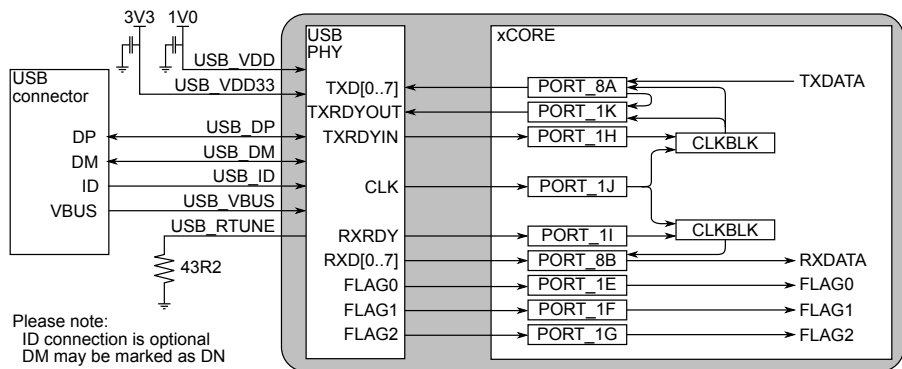 3V3
1V0
USB connector
DP
DM
ID
VBUS
USB_VDD
USB_VDD33
USB_DP
USB_DM
USB_ID
USB_VBUS
USB_RTUNE
43R2
Please note:
ID connection is optional
DM may be marked as DN
USB
PHY
TXD[0..7]
TXRDYOUT
TXRDYIN
CLK
RXRDY
RXD[0..7]
FLAG0
FLAG1
FLAG2
xCORE
PORT_8A
PORT_1K
PORT_1H
PORT_1J
PORT_1I
PORT_8B
PORT_1E
PORT_1F
PORT_1G
CLKBLK
CLKBLK
TXDATA
RXDATA
FLAG0
FLAG1
FLAG2